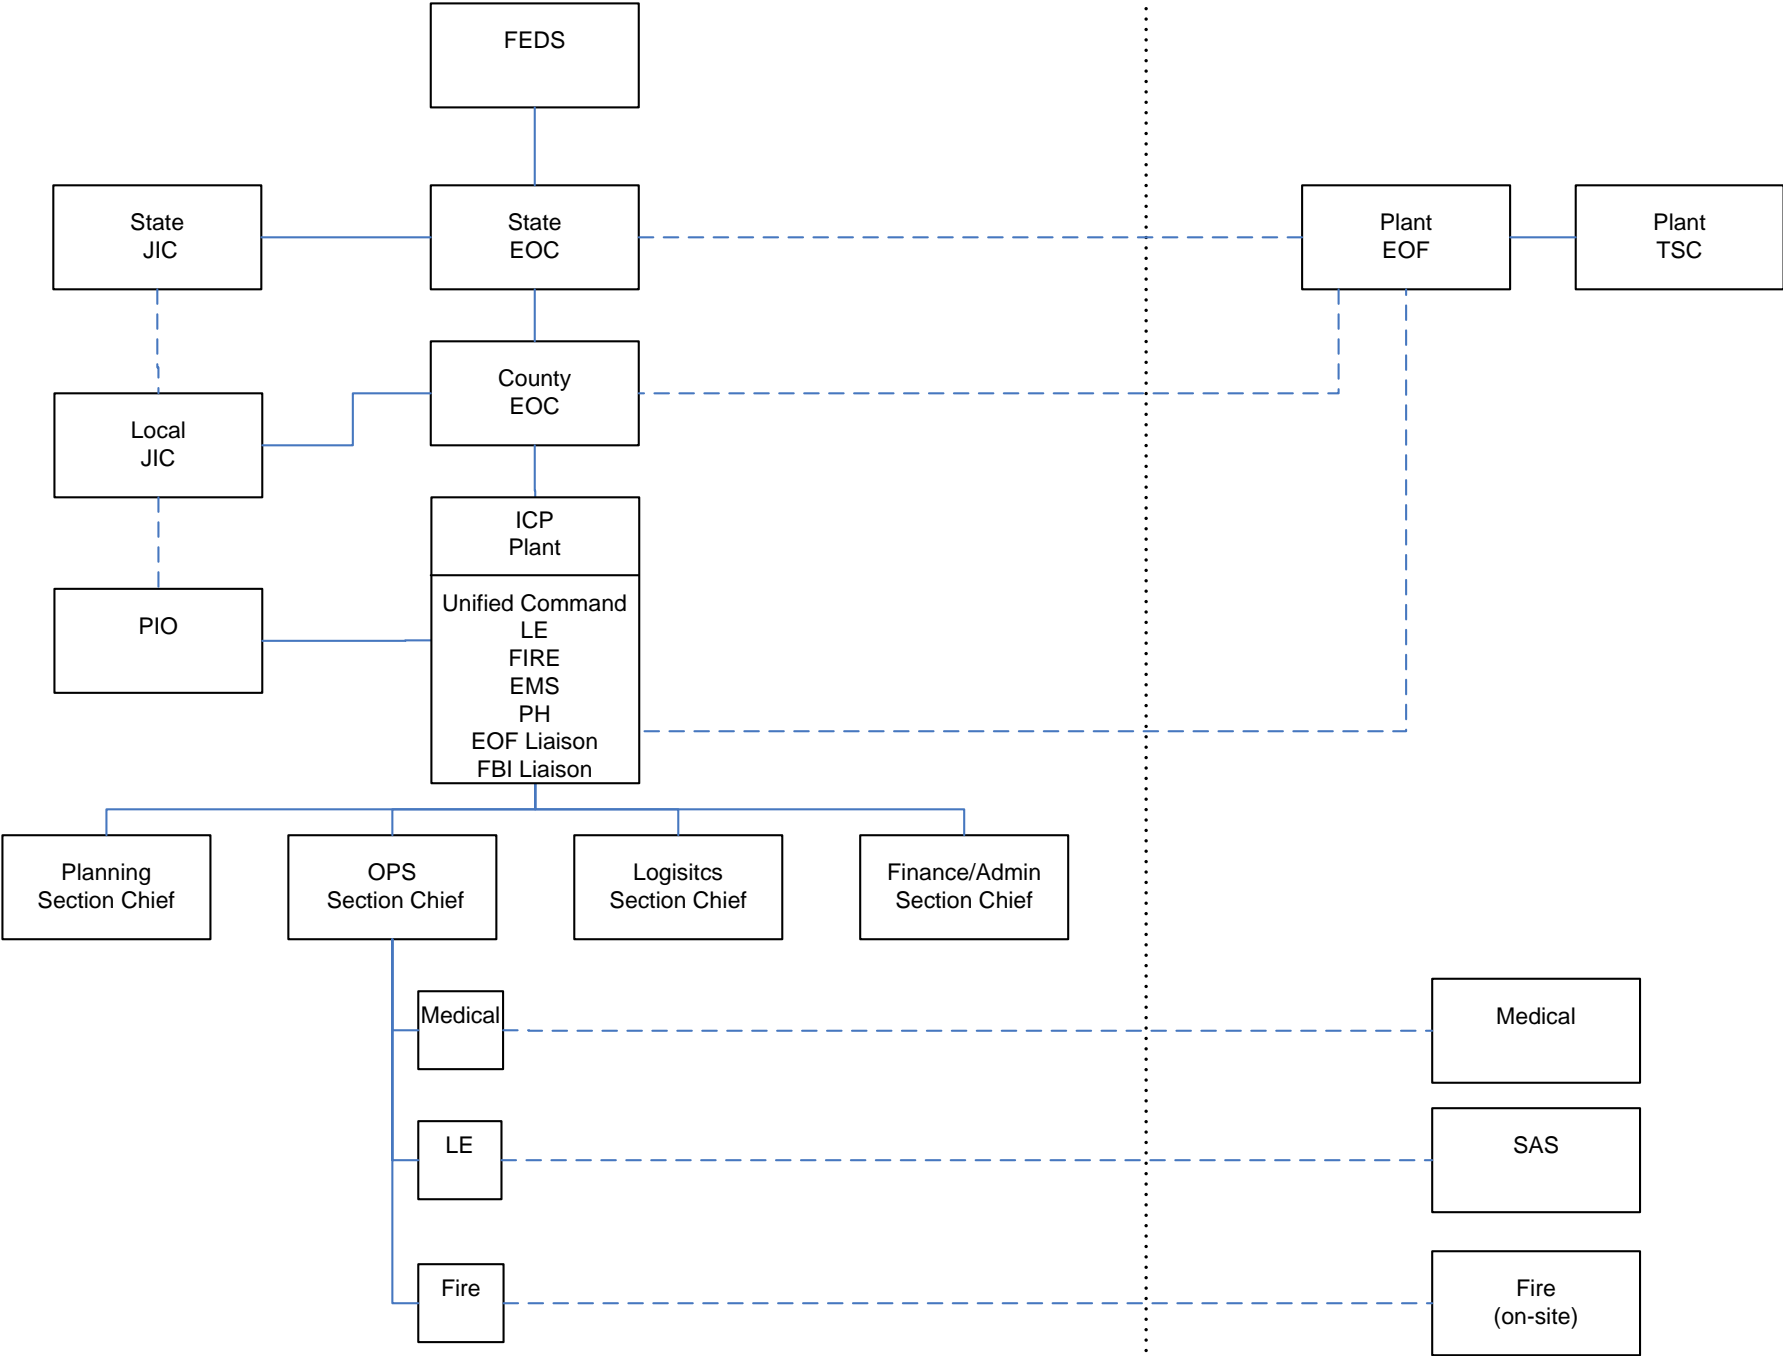 FEDS
State
JIC
State
EOC
Plant
EOF
Plant
TSC
County
EOC
Local
JIC
ICP
Plant
PIO
Unified Command
LE
FIRE
EMS
PH
EOF Liaison
FBI Liaison
Planning
Section Chief
OPS
Section Chief
Logisitcs
Section Chief
Finance/Admin
Section Chief
Medical
Medical
LE
SAS
Fire
Fire
(on-site)